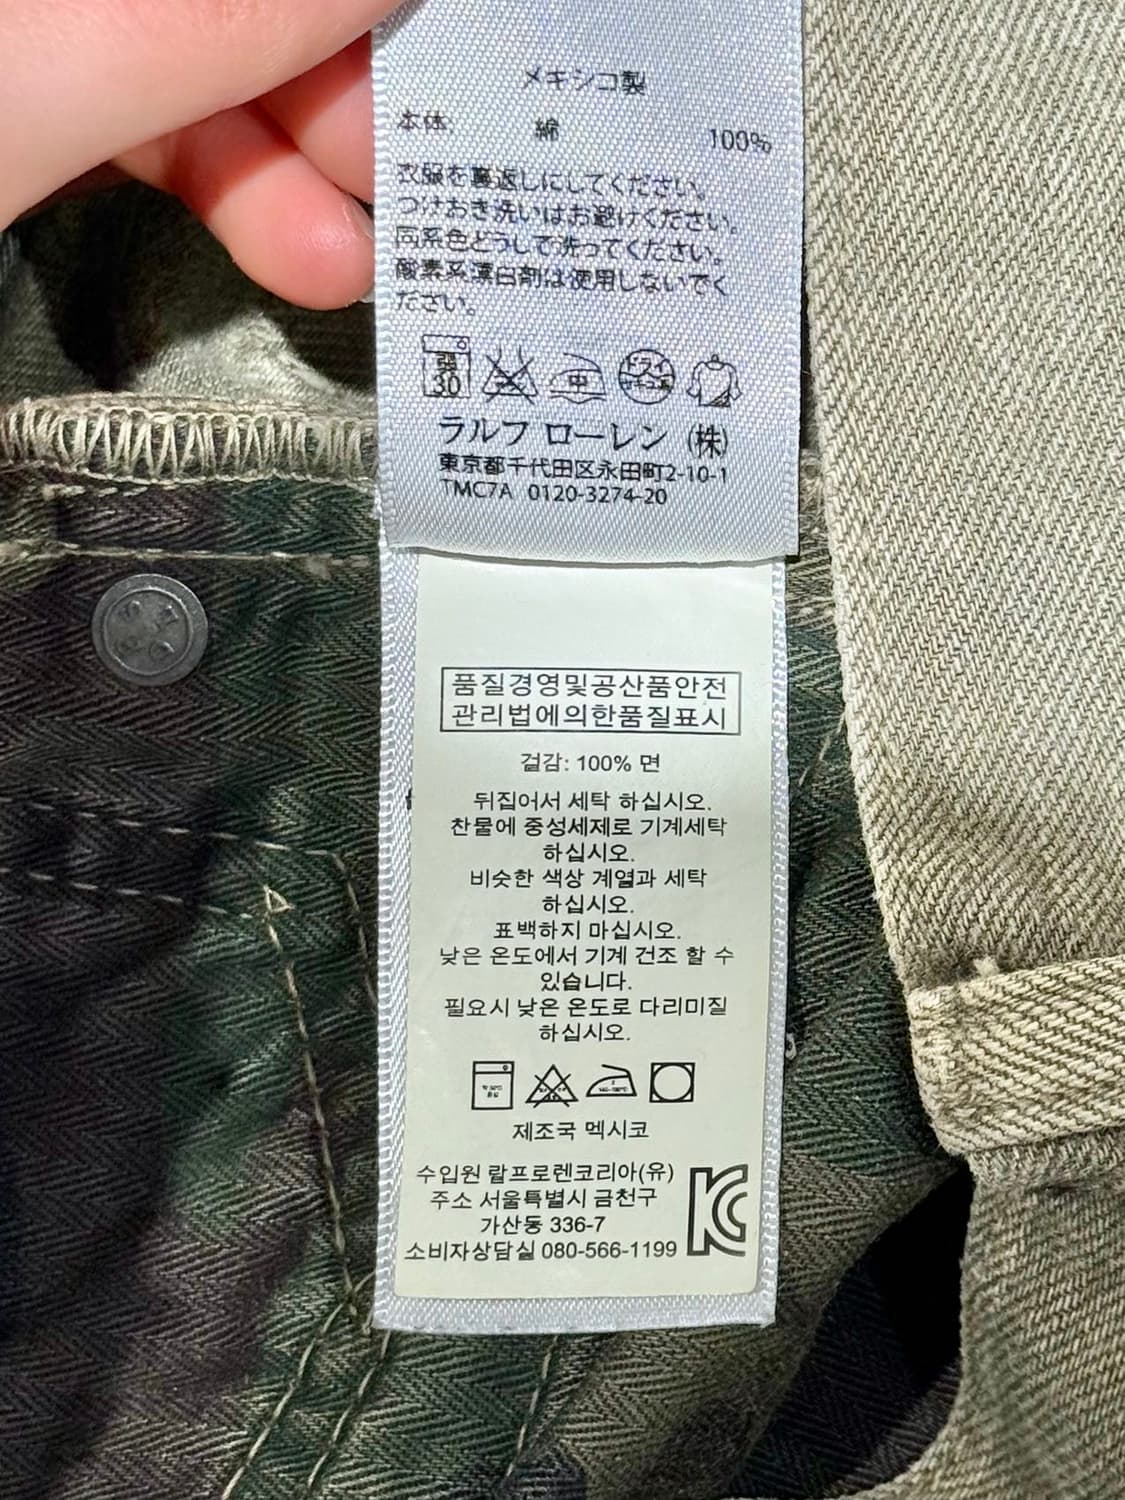 メキシコ製
本体 綿 100%
衣服を裏返しにしてください。
つけおき洗いはお避けください。
同系色どうしで洗ってください。
酸素系漂白剤は使用しないでく
ださい。
弱
30
中
ドライ
ラルフ ローレン (株)
東京都千代田区永田町2-10-1
TMC7A 0120-3274-20
품질경영및공산품안전
관리법에의한품질표시
겉감: 100% 면
뒤집어서 세탁 하십시오.
찬물에 중성세제로 기계세탁
하십시오.
비슷한 색상 계열과 세탁
하십시오.
표백하지 마십시오.
낮은 온도에서 기계 건조 할 수
있습니다.
필요시 낮은 온도로 다리미질
하십시오.
제조국 멕시코
수입원 랄프로렌코리아(유)
주소 서울특별시 금천구
가산동 336-7
소비자상담실 080-566-1199
KC